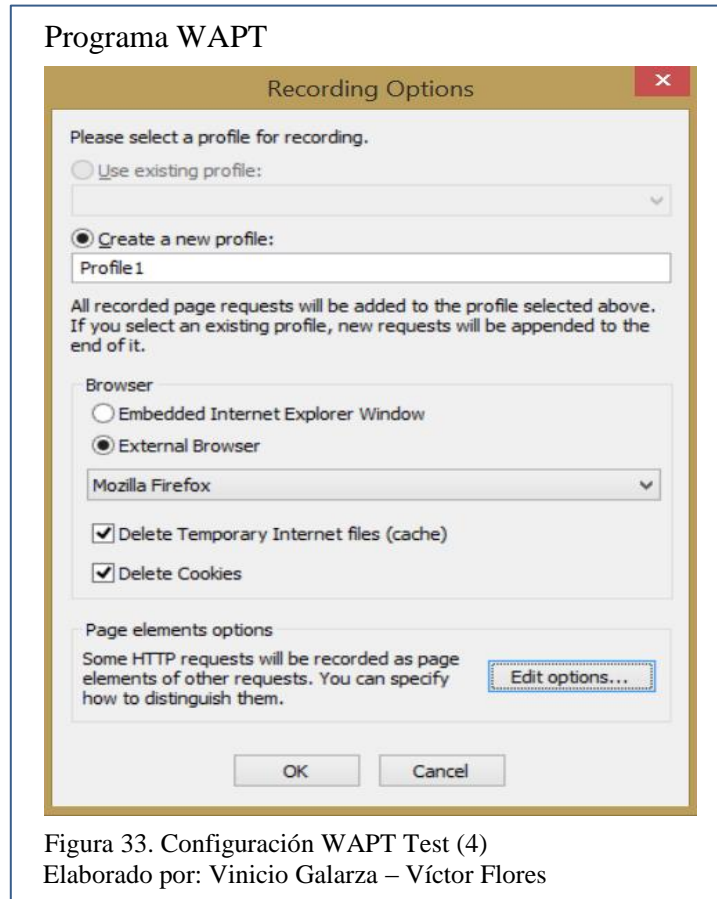 Programa WAPT
Recording Options
Please select a profile for recording.
Use existing profile:
Create a new profile:
Profile1
All recorded page requests will be added to the profile selected above.
If you select an existing profile, new requests will be appended to the
end of it.
Browser
Embedded Internet Explorer Window
External Browser
Mozilla Firefox
Delete Temporary Internet files (cache)
Delete Cookies
Page elements options
Some HTTP requests will be recorded as page
elements of other requests. You can specify
how to distinguish them.
Edit options...
OK Cancel
Figura 33. Configuración WAPT Test (4)
Elaborado por: Vinicio Galarza – Víctor Flores